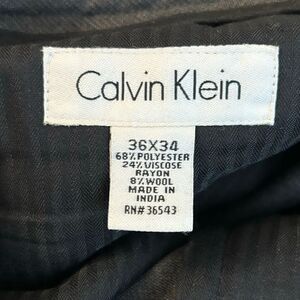 Calvin Klein
36X34
68% POLYESTER
24% VISCOSE
RAYON
8% WOOL
MADE IN
INDIA
RN# 36543